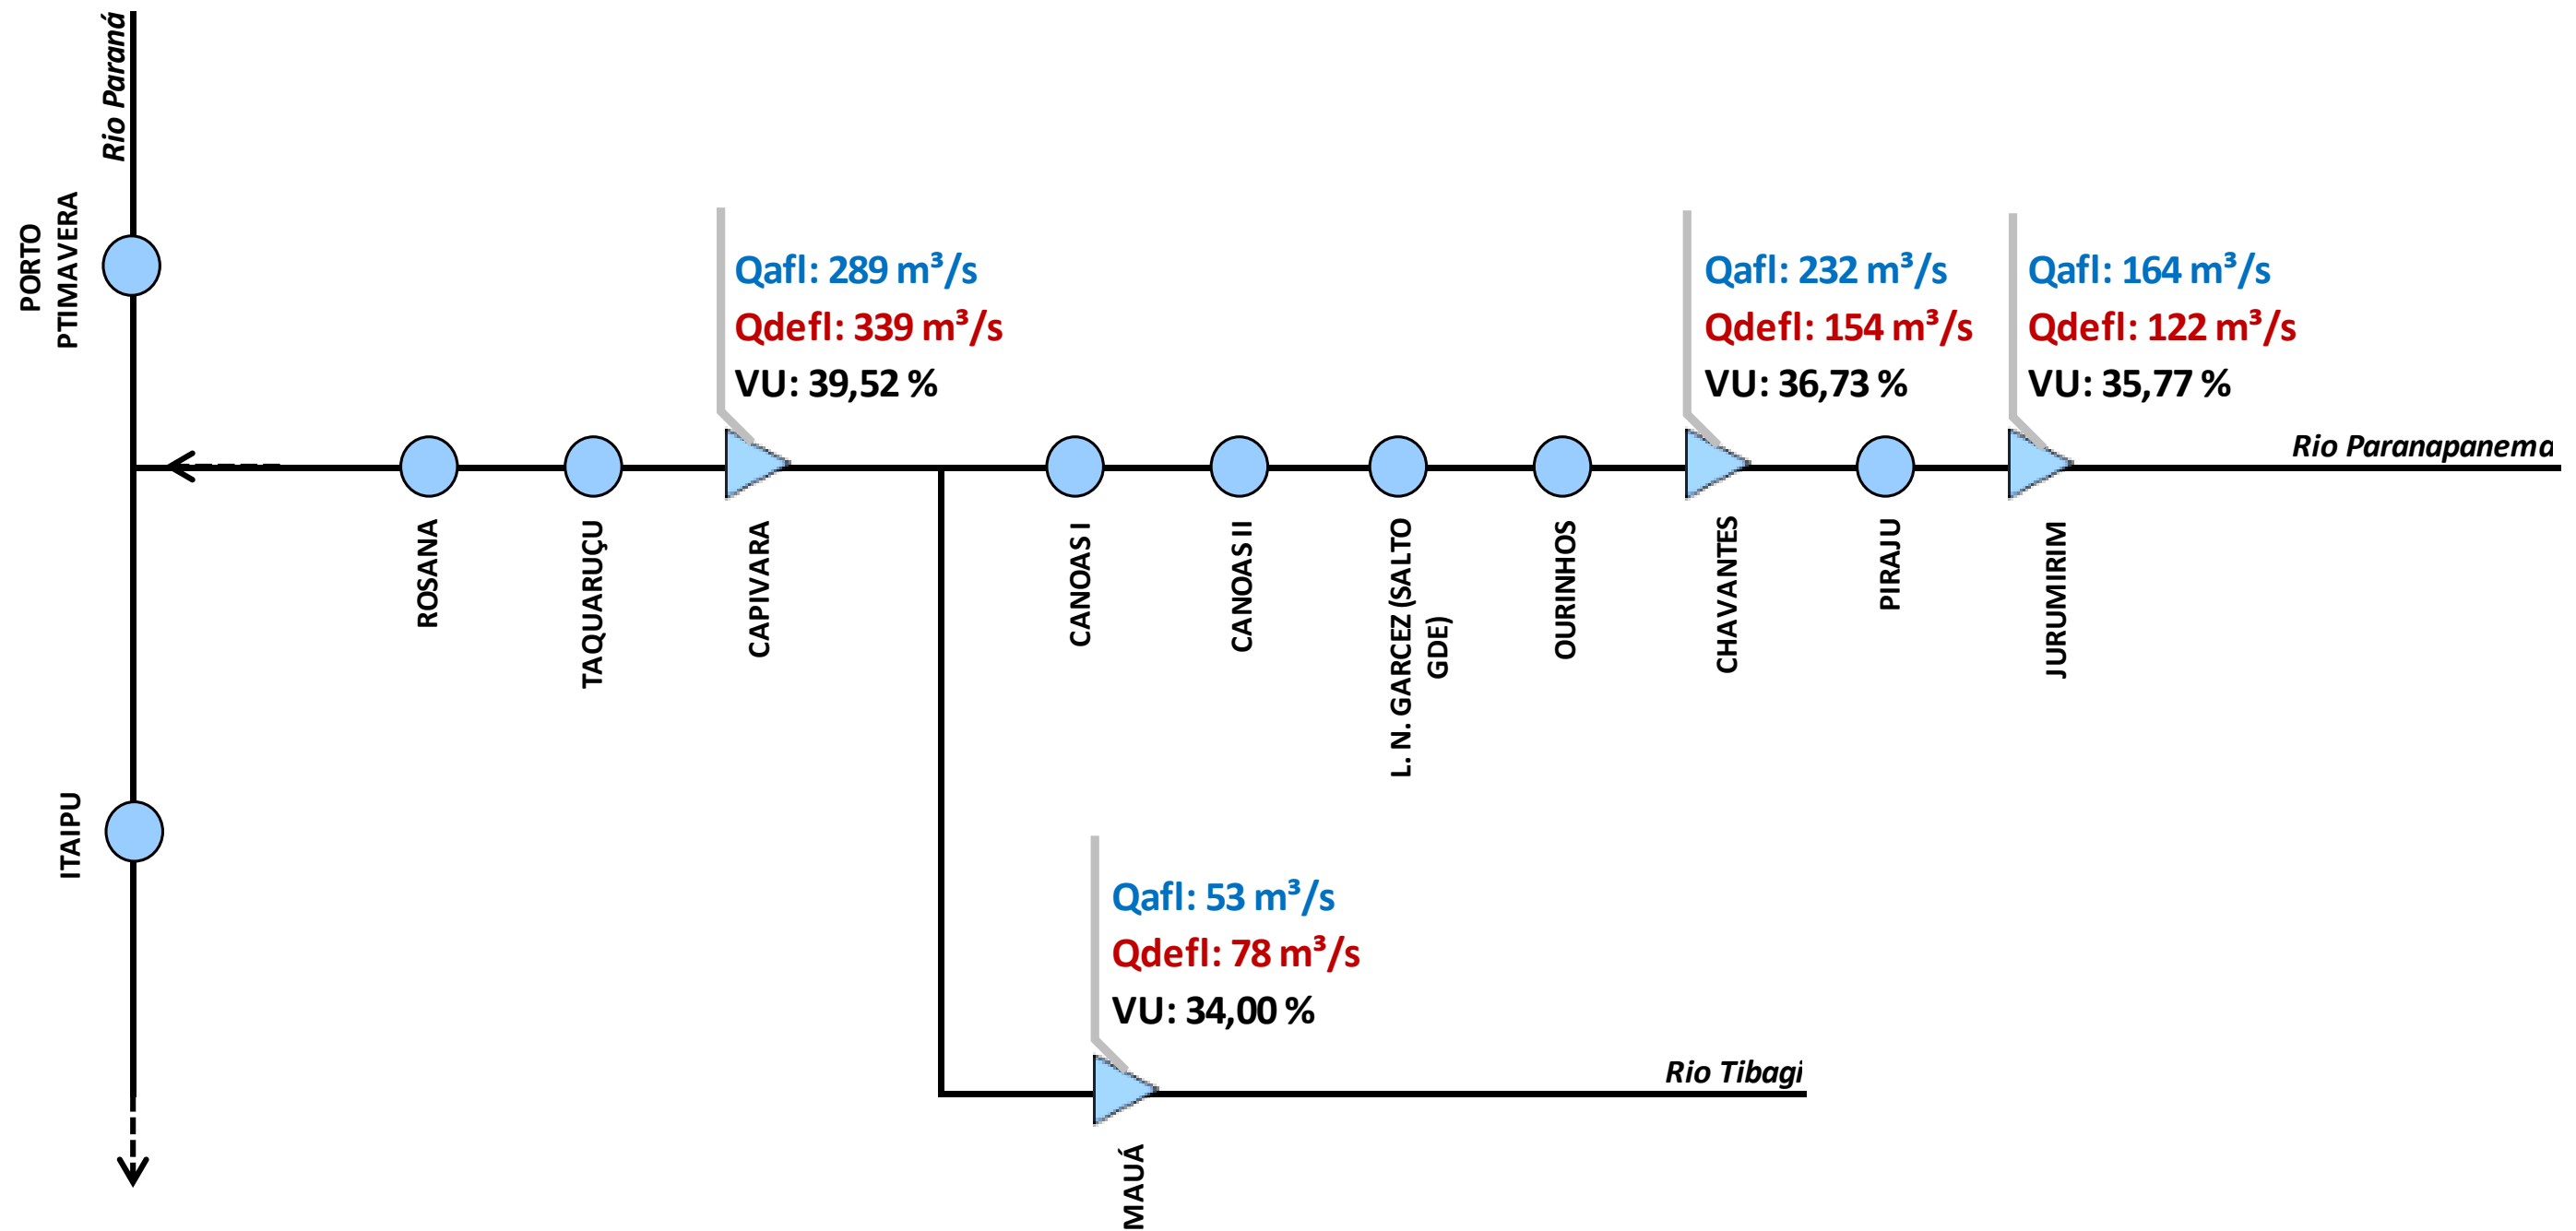 Rio Paraná
PORTO
PTIMAVERA
Qafl: 289 m³/s
Qdefl: 339 m³/s
VU: 39,52 %
Qafl: 232 m³/s
Qdefl: 154 m³/s
VU: 36,73 %
Qafl: 164 m³/s
Qdefl: 122 m³/s
VU: 35,77 %
Rio Paranapanema
ROSANA
TAQUARUÇU
CAPIVARA
CANOAS I
CANOAS II
L. N. GARCEZ (SALTO
GDE)
OURINHOS
CHAVANTES
PIRAJU
JURUMIRIM
ITAIPU
Qafl: 53 m³/s
Qdefl: 78 m³/s
VU: 34,00 %
Rio Tibagi
MAUÁ